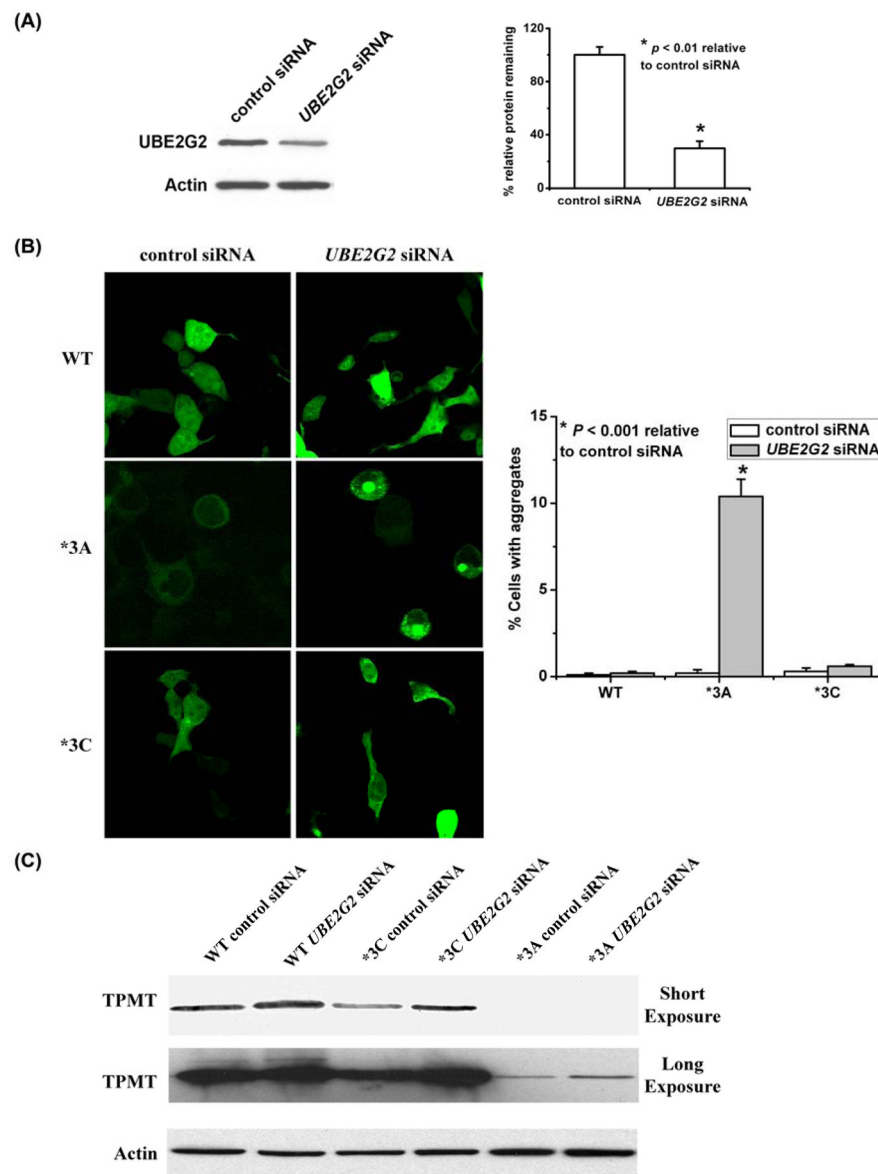 (A)
control siRNA
UBE2G2 siRNA
UBE2G2
Actin
% relative protein remaining
120
80
40
0
* p < 0.01 relative
to control siRNA
*
control siRNA
UBE2G2 siRNA
(B)
control siRNA
UBE2G2 siRNA
WT
*3A
*3C
% Cells with aggregates
15
10
5
0
* P < 0.001 relative
to control siRNA
control siRNA
UBE2G2 siRNA
*
WT
*3A
*3C
(C)
WT control siRNA
WT UBE2G2 siRNA
*3C control siRNA
*3C UBE2G2 siRNA
*3A control siRNA
*3A UBE2G2 siRNA
TPMT
Short
Exposure
TPMT
Long
Exposure
Actin